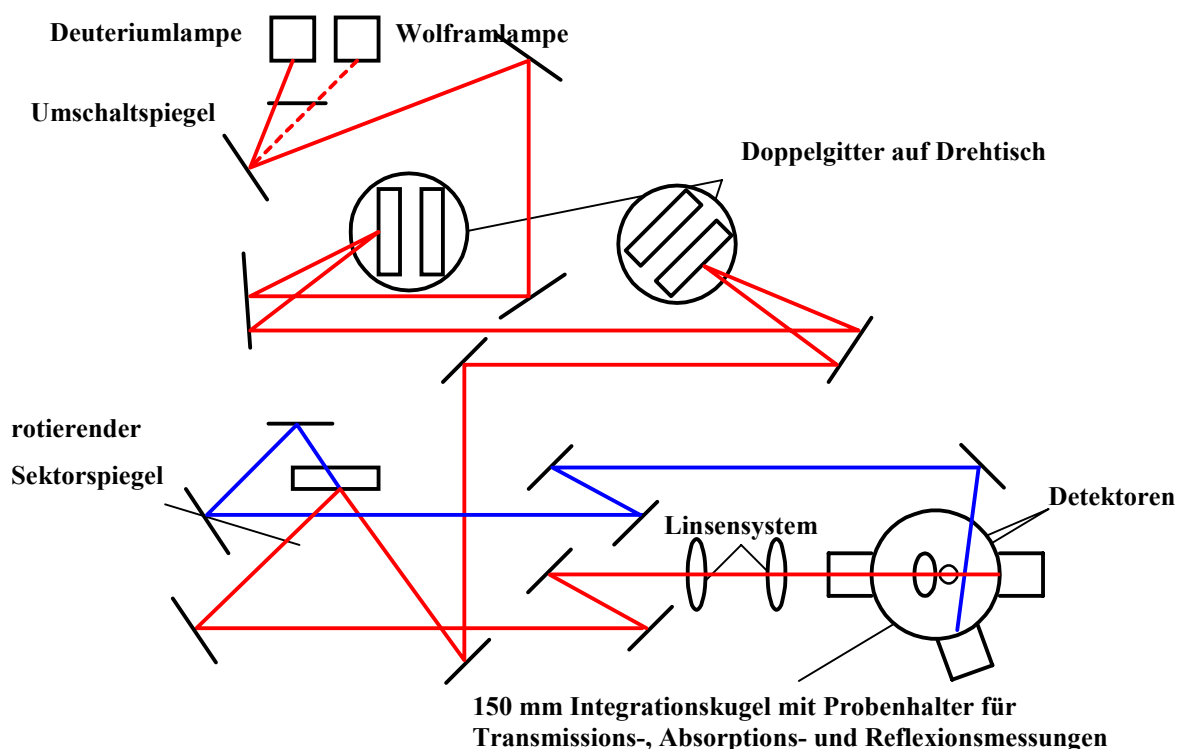 Deuteriumlampe
Wolframlampe
Umschaltspiegel
Doppelgitter auf Drehtisch
rotierender
Sektorspiegel
Linsensystem
Detektoren
150 mm Integrationskugel mit Probenhalter für
Transmissions-, Absorptions- und Reflexionsmessungen